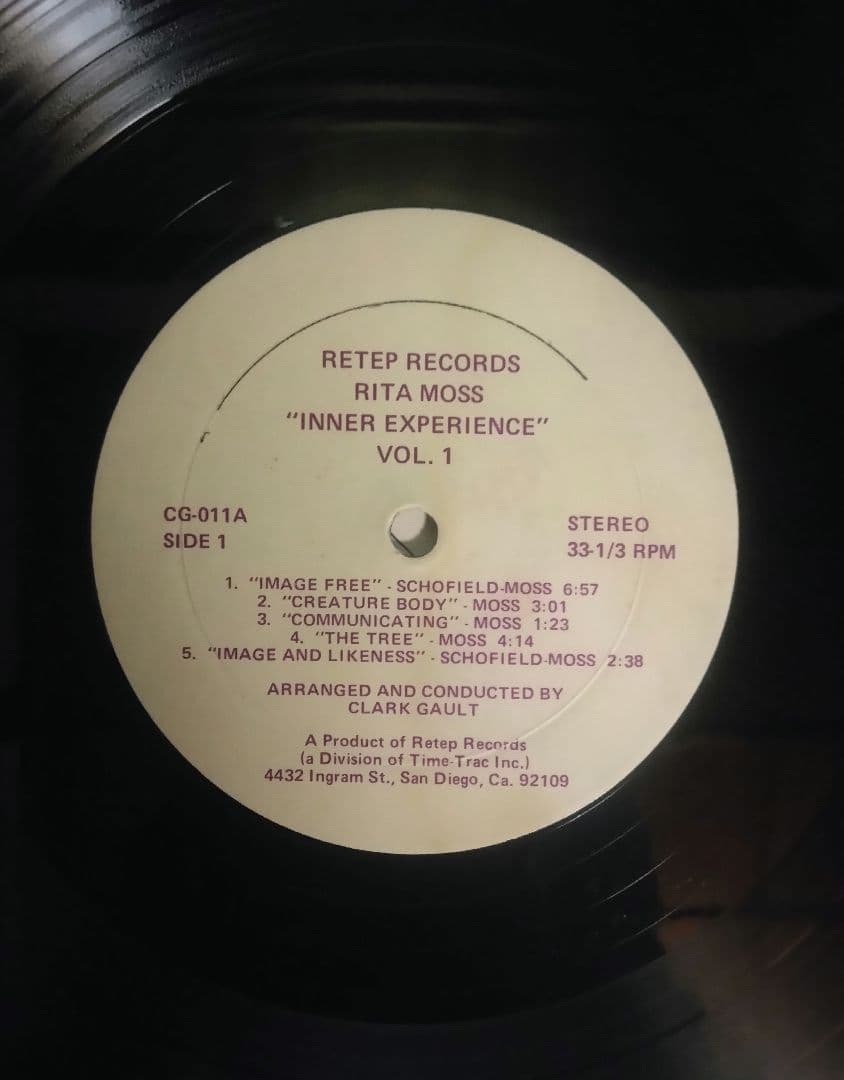 RETEP RECORDS
RITA MOSS
"INNER EXPERIENCE"
VOL. 1
CG-011A
SIDE 1
STEREO
33-1/3 RPM
1. "IMAGE FREE" - SCHOFIELD-MOSS 6:57
2. "CREATURE BODY" - MOSS 3:01
3. "COMMUNICATING" - MOSS 1:23
4. "THE TREE" - MOSS 4:14
5. "IMAGE AND LIKENESS" - SCHOFIELD-MOSS 2:38
ARRANGED AND CONDUCTED BY
CLARK GAULT
A Product of Retep Records
(a Division of Time-Trac Inc.)
4432 Ingram St., San Diego, Ca. 92109